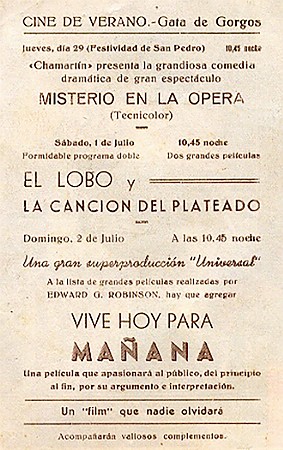 CINE DE VERANO.-Gata de Gorgos
Jueves, día 29 (Festividad de San Pedro) 10,45 noche
«Chamartín» presenta la grandiosa comedia
dramática de gran espectáculo
MISTERIO EN LA OPERA
(Tecnicolor)
Sábado, 1 de Julio 10,45 noche
Formidable programa doble Dos grandes películas
EL LOBO y
LA CANCION DEL PLATEADO
Domingo, 2 de Julio A las 10,45 noche
Una gran superproducción "Universal"
A la lista de grandes películas realizadas por
EDWARD G. ROBINSON, hay que agregar
VIVE HOY PARA
MAÑANA
Una película que apasionará al público, del principio
al fin, por su argumento e interpretación.
Un "film" que nadie olvidará
Acompañarán valiosos complementos.